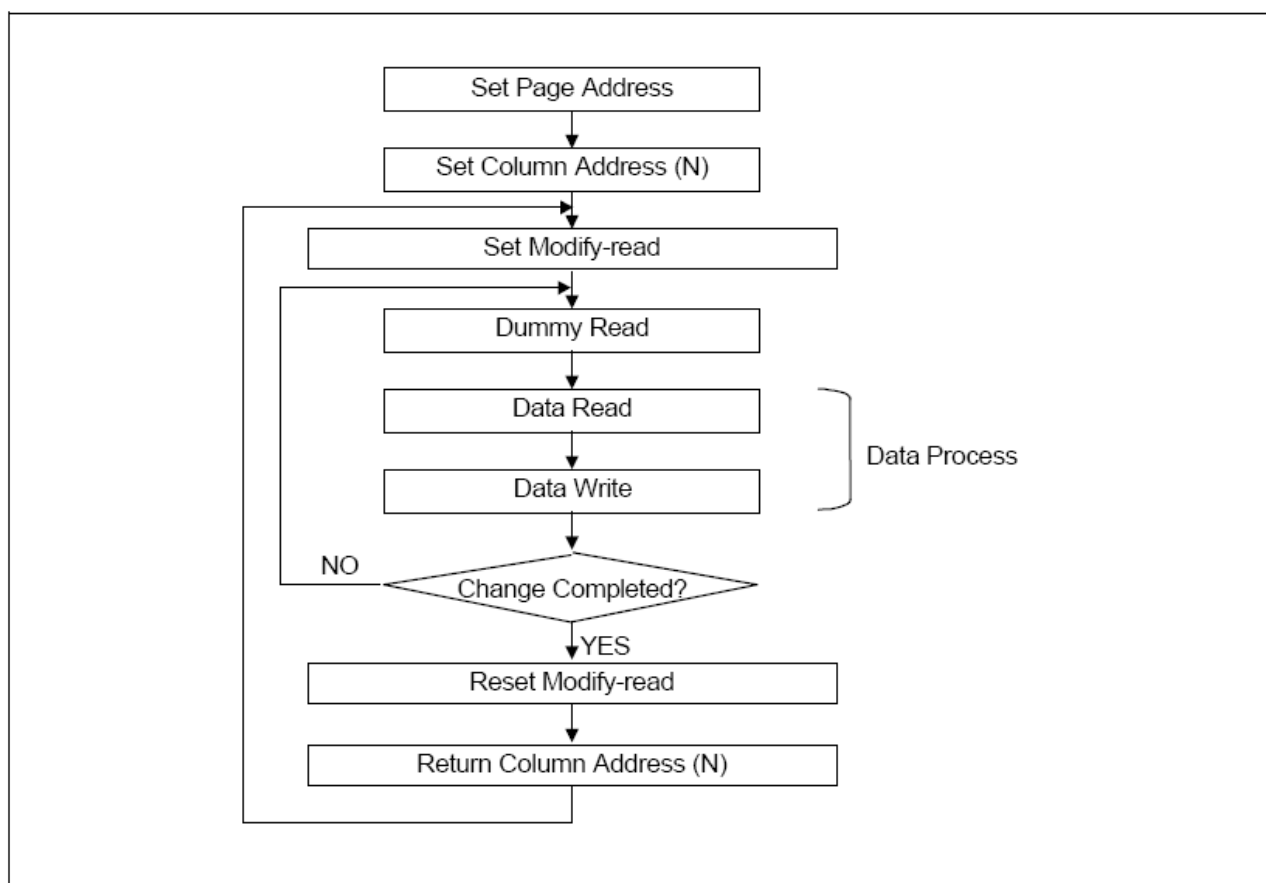 Set Page Address
Set Column Address (N)
Set Modify-read
Dummy Read
Data Read
Data Process
Data Write
NO
Change Completed?
YES
Reset Modify-read
Return Column Address (N)